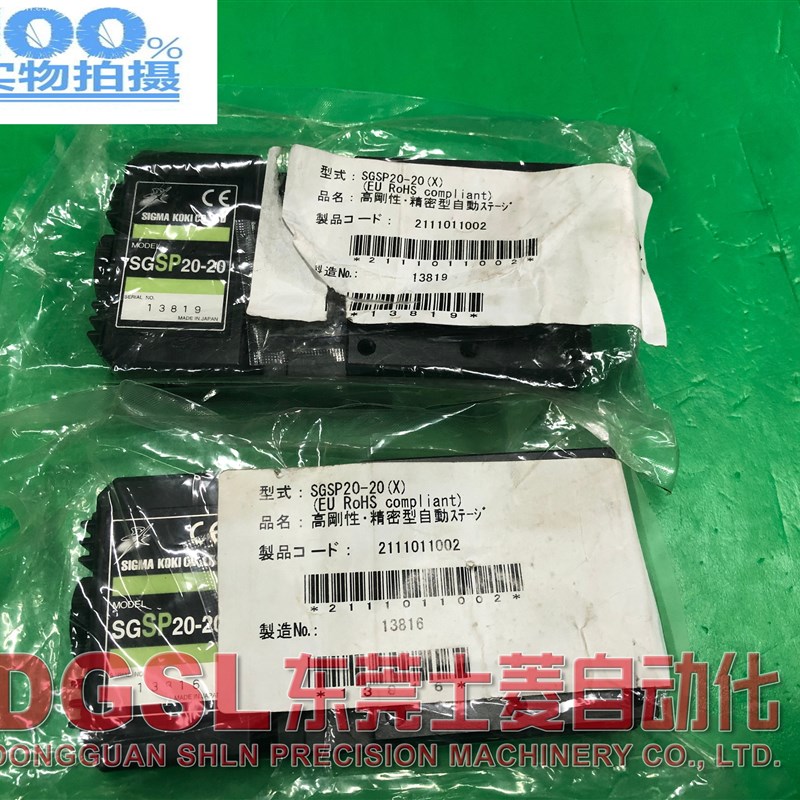 100%
实物拍摄
型式: SGSP20-20(X)
(EU RoHS compliant)
品名: 高剛性・精密型自動ステージ
製品コード: 2111011002
*2111011002*
製造No.: 13819
*13819*
CE
SIGMA KOKI CO., LTD
MODEL
SGSP20-20
SERIAL NO.
13819
MADE IN JAPAN
型式: SGSP20-20(X)
(EU RoHS compliant)
品名: 高剛性・精密型自動ステージ
製品コード: 2111011002
*2111011002*
製造No.: 13816
SIGMA KOKI CO.,
MODEL
SGSP20-20
DGSL东莞士菱自动化
DONGGUAN SHLN PRECISION MACHINERY CO., LTD.